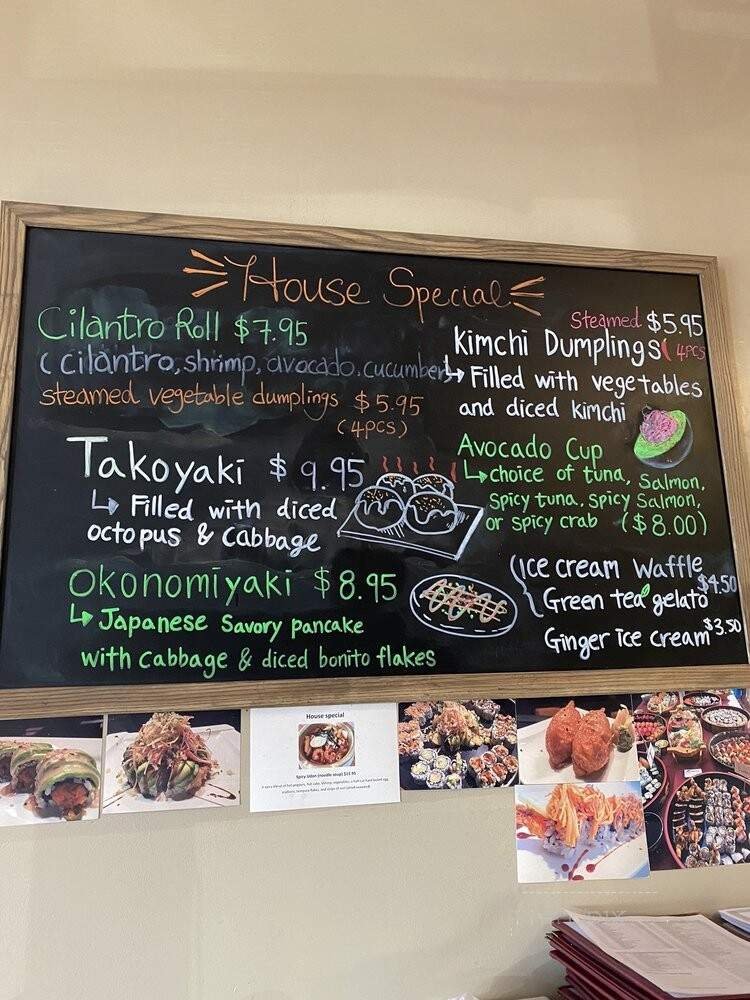 House Special
Cilantro Roll $7.95
( cilantro, shrimp, avocado. cucumber)
steamed vegetable dumplings $5.95
(4PCS)
Takoyaki $9.95
Filled with diced
octopus & Cabbage
Okonomiyaki $8.95
Japanese Savory pancake
with cabbage & diced bonito flakes
Steamed $5.95
Kimchi Dumplings ( 4PCS
Filled with vegetables
and diced kimchi
Avocado Cup
choice of tuna, Salmon,
spicy tuna, spicy Salmon,
or spicy crab ($8.00)
Ice cream Waffle
Green tea gelato $4.50
Ginger ice cream $3.50
House special
Spicy Udon (noodle soup)